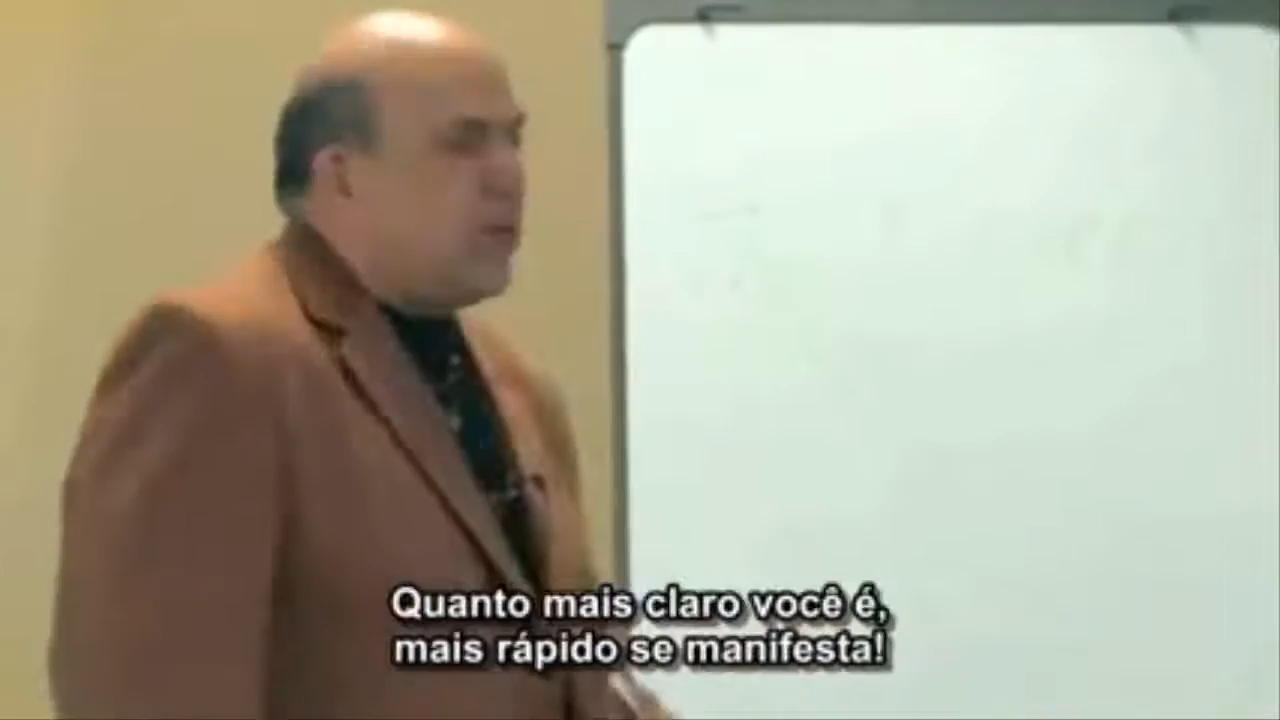 Quanto mais claro você é,
mais rápido se manifesta!